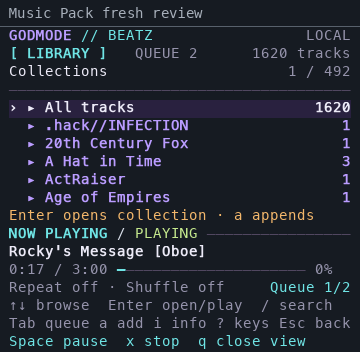 Music Pack fresh review
GODMODE // BEATZ LOCAL
[ LIBRARY ] QUEUE 2 1620 tracks
Collections 1 / 492
› ▸ All tracks 1620
▸ .hack//INFECTION 1
▸ 20th Century Fox 1
▸ A Hat in Time 3
▸ ActRaiser 1
▸ Age of Empires 1
Enter opens collection · a appends
NOW PLAYING / PLAYING
Rocky's Message [Oboe]
0:17 / 3:00 0%
Repeat off · Shuffle off Queue 1/2
↑↓ browse Enter open/play / search
Tab queue a add i info ? keys Esc back
Space pause x stop q close view